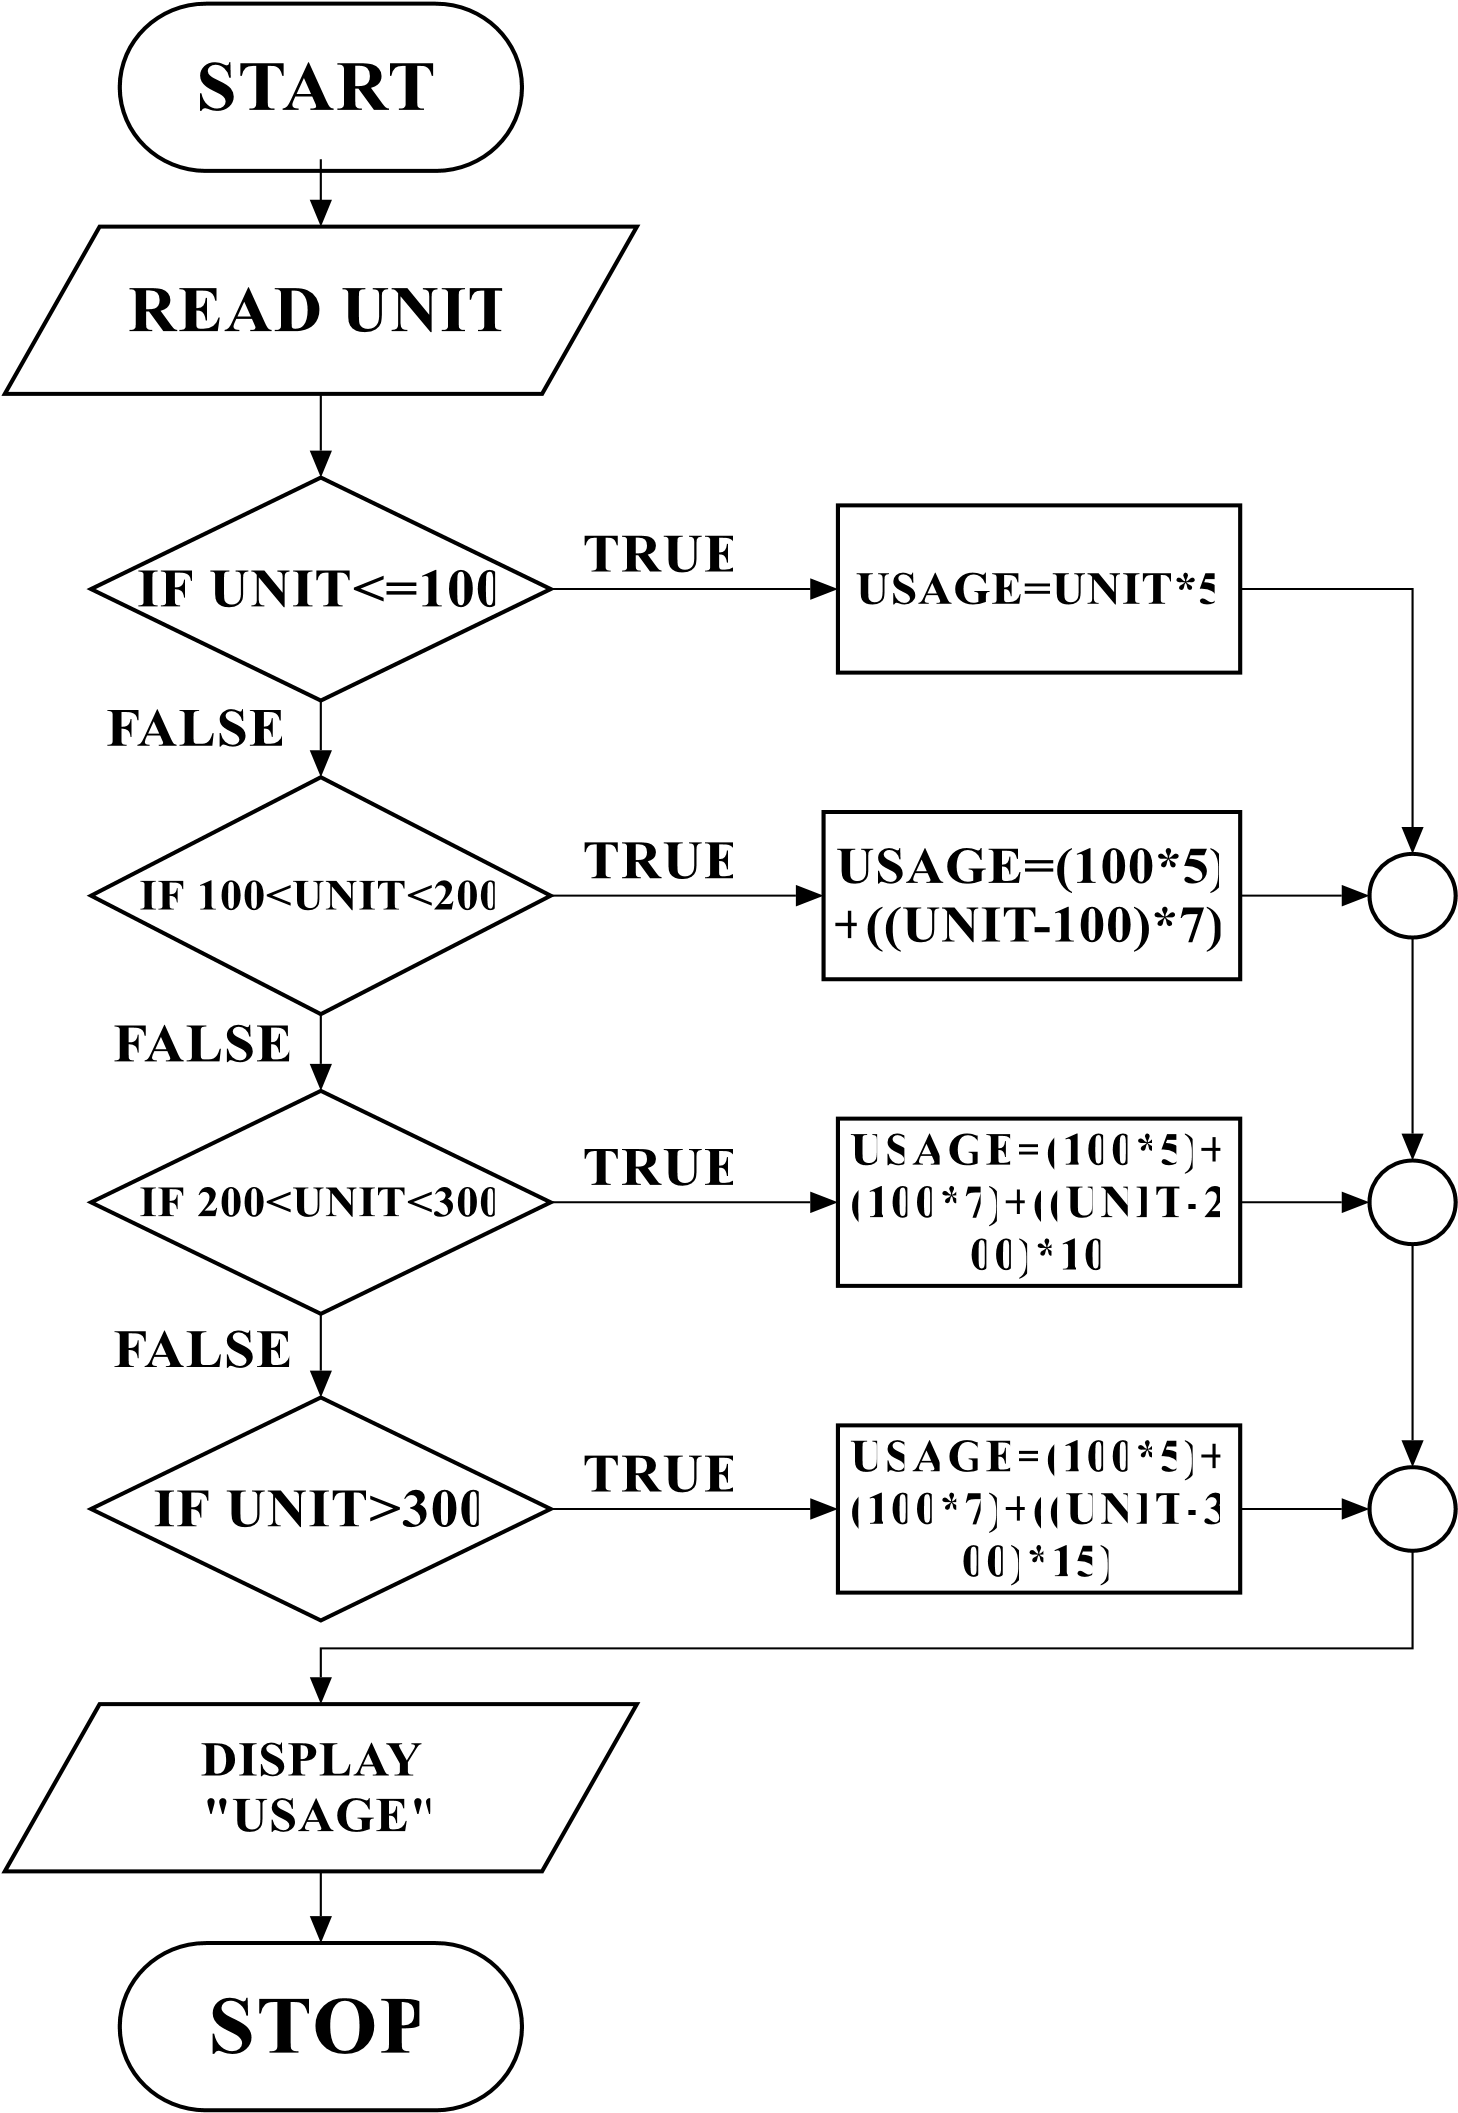 START
READ UNIT
IF UNIT<=100
TRUE
USAGE=UNIT*5
FALSE
IF 100<UNIT<200
TRUE
USAGE=(100*5)
+((UNIT-100)*7)
FALSE
IF 200<UNIT<300
TRUE
USAGE=(100*5)+
(100*7)+((UNIT-2
00)*10
FALSE
IF UNIT>300
TRUE
USAGE=(100*5)+
(100*7)+((UNIT-3
00)*15)
DISPLAY
"USAGE"
STOP